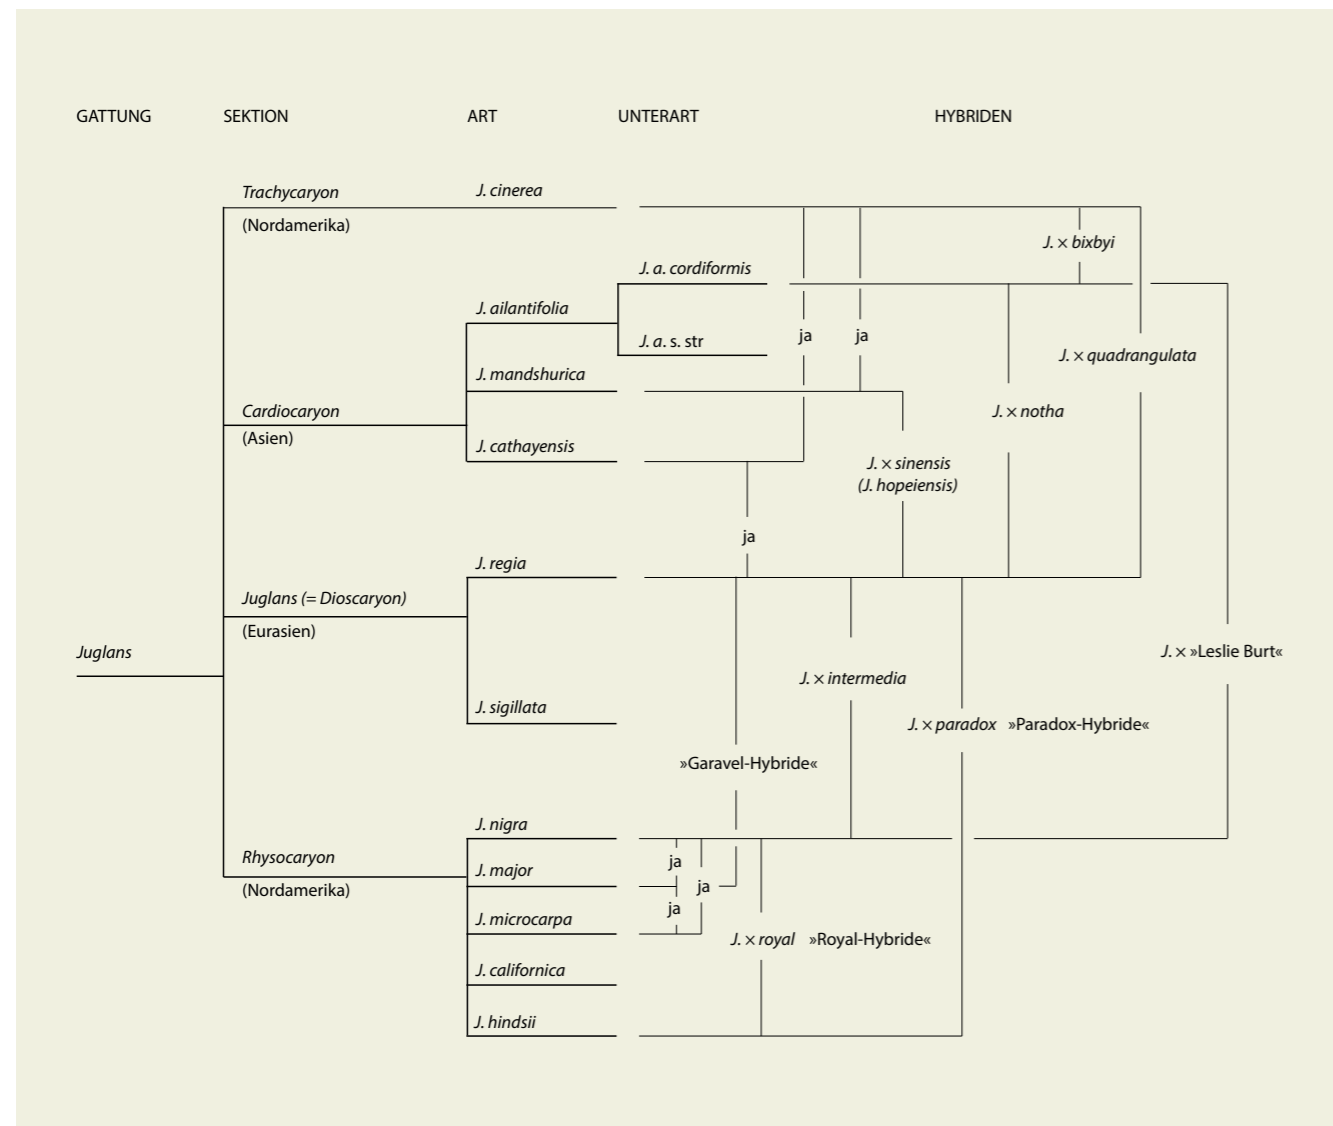 GATTUNG SEKTION ART UNTERART HYBRIDEN
Trachycaryon J. cinerea
(Nordamerika)
J. × bixbyi
J. a. cordiformis
J. ailantifolia
J. a. s. str ja ja
J. × quadrangulata
J. mandshurica
Cardiocaryon J. × notha
(Asien)
J. cathayensis
J. × sinensis
(J. hopeiensis)
ja
J. regia
Juglans (= Dioscaryon)
(Eurasien)
Juglans J. × »Leslie Burt«
J. × intermedia
J. sigillata
J. × paradox »Paradox-Hybride«
»Garavel-Hybride«
J. nigra
Rhysocaryon ja
J. major
(Nordamerika) ja
ja
J. microcarpa
J. × royal »Royal-Hybride«
J. californica
J. hindsii